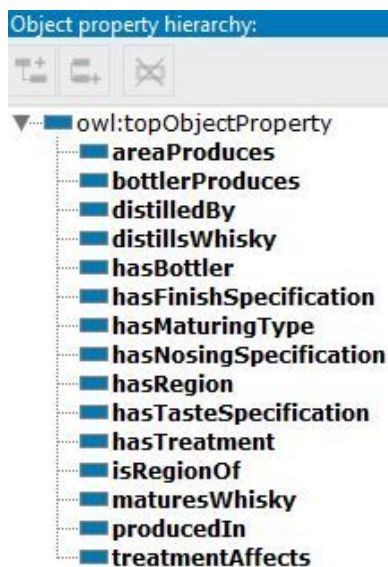 Object property hierarchy:
owl:topObjectProperty
areaProduces
bottlerProduces
distilledBy
distillsWhisky
hasBottler
hasFinishSpecification
hasMaturingType
hasNosingSpecification
hasRegion
hasTasteSpecification
hasTreatment
isRegionOf
maturesWhisky
producedIn
treatmentAffects